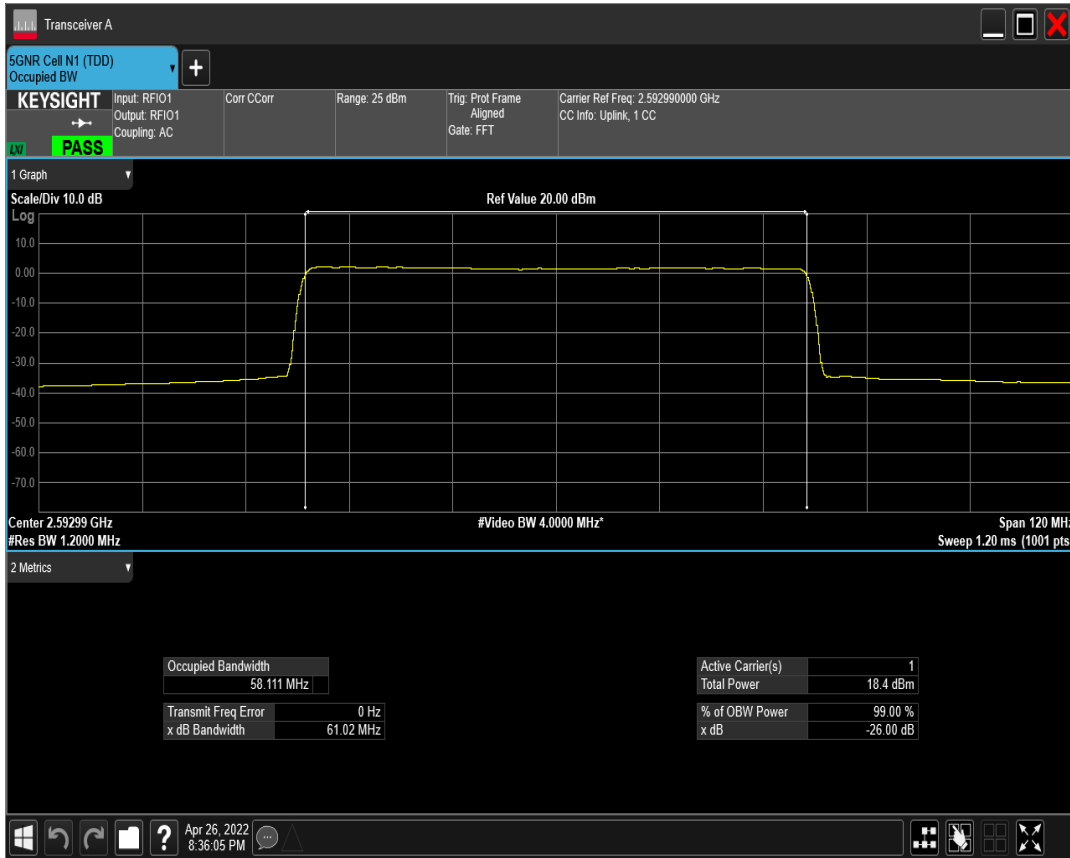 Transceiver A
5GNR Cell N1 (TDD)
Occupied BW
KEYSIGHT
LXI
PASS
Input: RFIO1
Output: RFIO1
Coupling: AC
Corr CCorr
Range: 25 dBm
Trig: Prot Frame
Aligned
Gate: FFT
Carrier Ref Freq: 2.592990000 GHz
CC Info: Uplink, 1 CC
1 Graph
Scale/Div 10.0 dB
Ref Value 20.00 dBm
Log
10.0
0.00
-10.0
-20.0
-30.0
-40.0
-50.0
-60.0
-70.0
Center 2.59299 GHz
#Video BW 4.0000 MHz*
Span 120 MHz
#Res BW 1.2000 MHz
Sweep 1.20 ms (1001 pts
2 Metrics
Occupied Bandwidth
58.111 MHz
Transmit Freq Error 0 Hz
x dB Bandwidth 61.02 MHz
Active Carrier(s) 1
Total Power 18.4 dBm
% of OBW Power 99.00 %
x dB -26.00 dB
?
Apr 26, 2022
8:36:05 PM